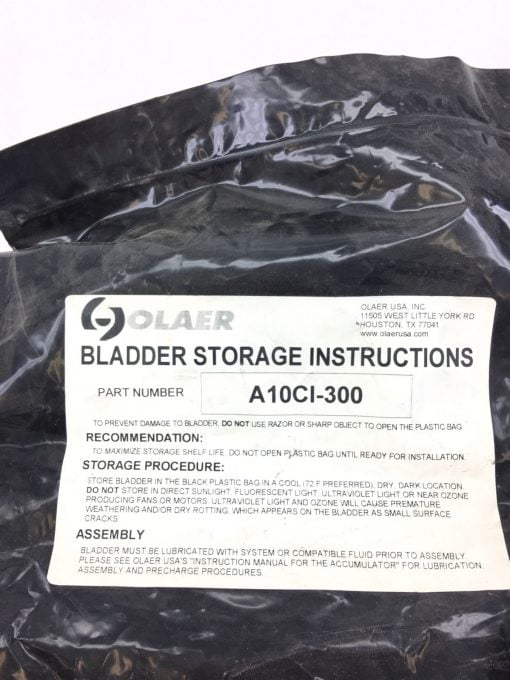 OLAER
OLAER USA, INC.
11505 WEST LITTLE YORK RD
HOUSTON, TX 77041
www.olaerusa.com
BLADDER STORAGE INSTRUCTIONS
PART NUMBER A10CI-300
TO PREVENT DAMAGE TO BLADDER, DO NOT USE RAZOR OR SHARP OBJECT TO OPEN THE PLASTIC BAG
RECOMMENDATION:
TO MAXIMIZE STORAGE SHELF LIFE. DO NOT OPEN PLASTIC BAG UNTIL READY FOR INSTALLATION.
STORAGE PROCEDURE:
STORE BLADDER IN THE BLACK PLASTIC BAG IN A COOL (72 F PREFERRED), DRY, DARK LOCATION.
DO NOT STORE IN DIRECT SUNLIGHT, FLUORESCENT LIGHT, ULTRAVIOLET LIGHT OR NEAR OZONE
PRODUCING FANS OR MOTORS. ULTRAVIOLET LIGHT AND OZONE WILL CAUSE PREMATURE
WEATHERING AND/OR DRY ROTTING, WHICH APPEARS ON THE BLADDER AS SMALL SURFACE
CRACKS.
ASSEMBLY
BLADDER MUST BE LUBRICATED WITH SYSTEM OR COMPATIBLE FLUID PRIOR TO ASSEMBLY
PLEASE SEE OLAER USA'S "INSTRUCTION MANUAL FOR THE ACCUMULATOR" FOR LUBRICATION,
ASSEMBLY AND PRECHARGE PROCEDURES.